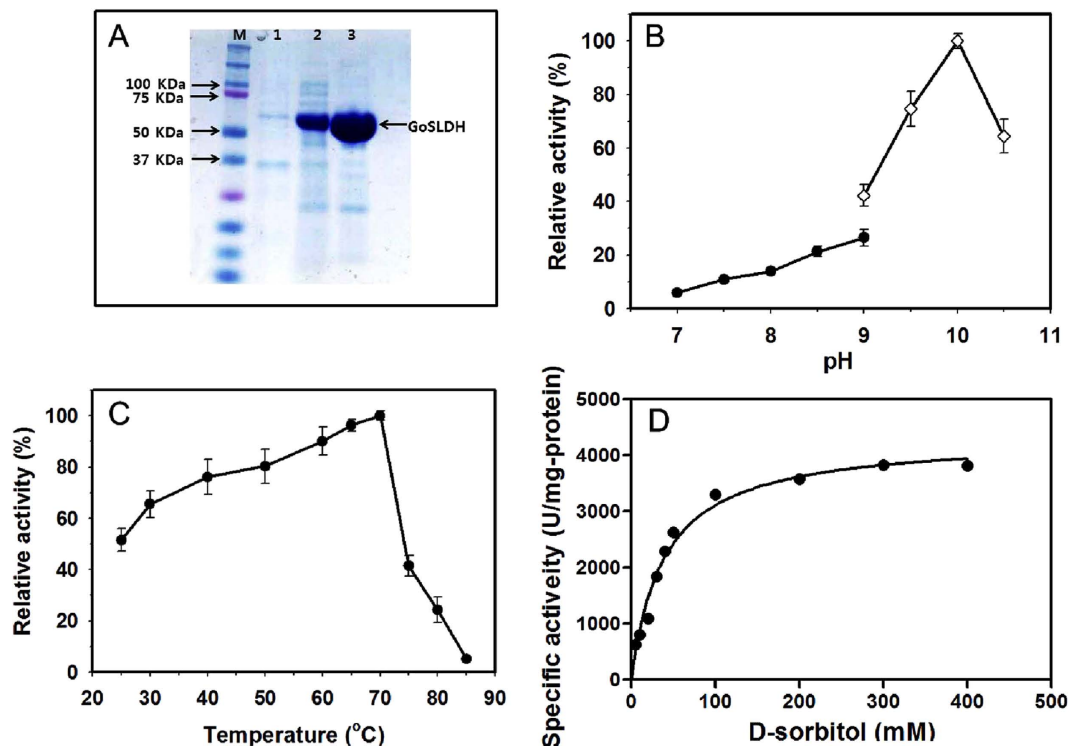 A
M 1 2 3
100 KDa
75 KDa
50 KDa
37 KDa
GoSLDH
B
Relative activity (%)
100
80
60
40
20
0
7 8 9 10 11
pH
C
Relative activity (%)
100
80
60
40
20
0
20 30 40 50 60 70 80 90
Temperature (°C)
D
Specific activeity (U/mg-protein)
5000
4000
3000
2000
1000
0
0 100 200 300 400 500
D-sorbitol (mM)